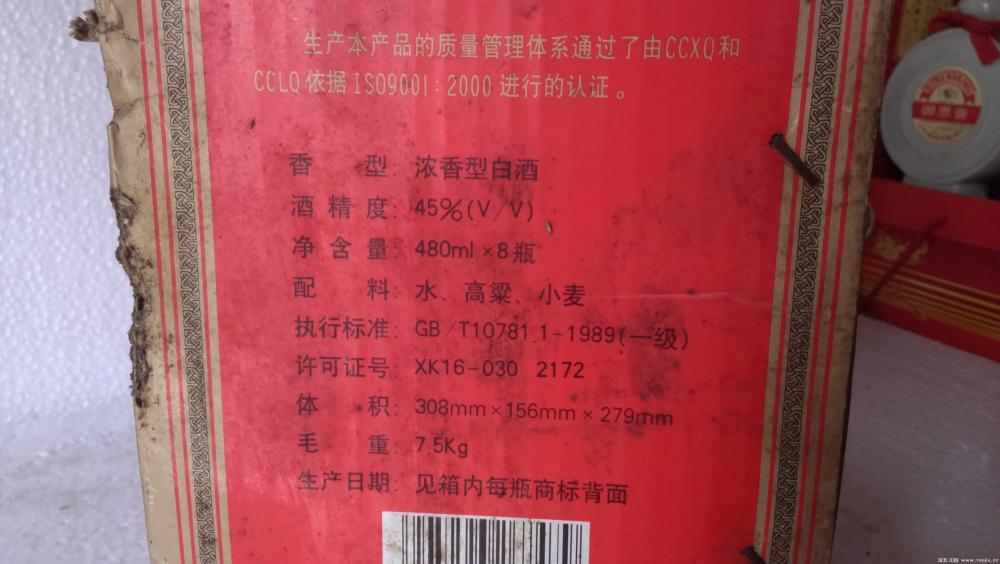 生产本产品的质量管理体系通过了由CCXQ和
CCLQ依据ISO9001:2000进行的认证。
香 型: 浓香型白酒
酒精度: 45%(V/V)
净含量: 480ml×8瓶
配 料: 水、高粱、小麦
执行标准: GB/T10781.1-1989(一级)
许可证号: XK16-030 2172
体 积: 308mm×156mm×279mm
毛 重: 7.5Kg
生产日期: 见箱内每瓶商标背面